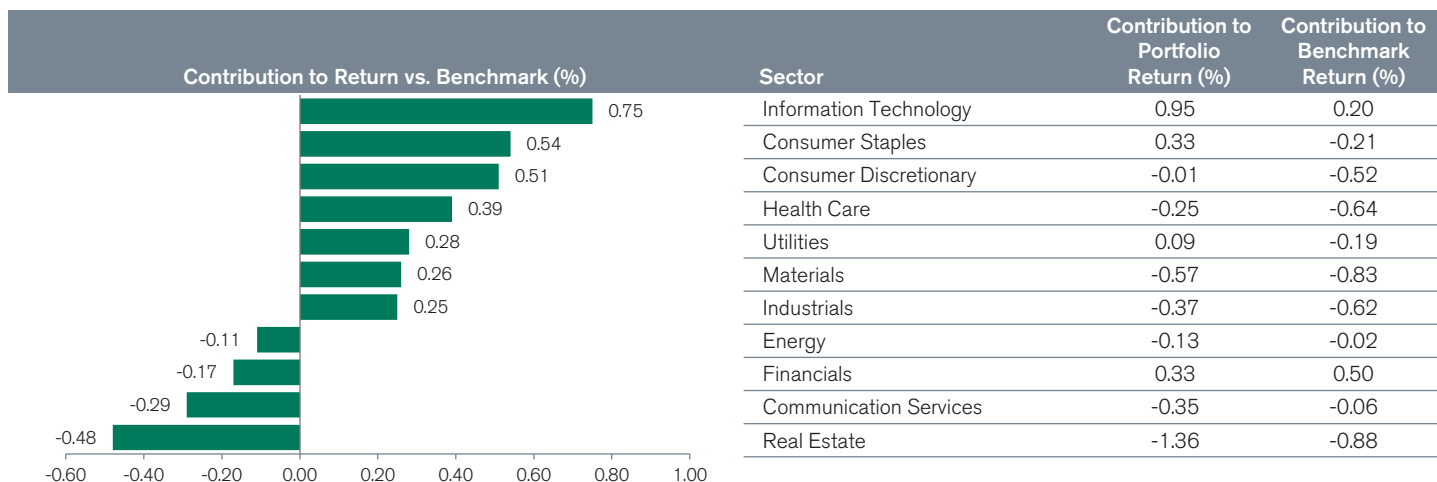 Contribution to Return vs. Benchmark (%)
Sector
Contribution to
Portfolio
Return (%)
Contribution to
Benchmark
Return (%)
0.75
Information Technology 0.95 0.20
0.54
Consumer Staples 0.33 -0.21
0.51
Consumer Discretionary -0.01 -0.52
0.39
Health Care -0.25 -0.64
0.28
Utilities 0.09 -0.19
0.26
Materials -0.57 -0.83
0.25
Industrials -0.37 -0.62
-0.11
Energy -0.13 -0.02
-0.17
Financials 0.33 0.50
-0.29
Communication Services -0.35 -0.06
-0.48
Real Estate -1.36 -0.88
-0.60 -0.40 -0.20 0.00 0.20 0.40 0.60 0.80 1.00